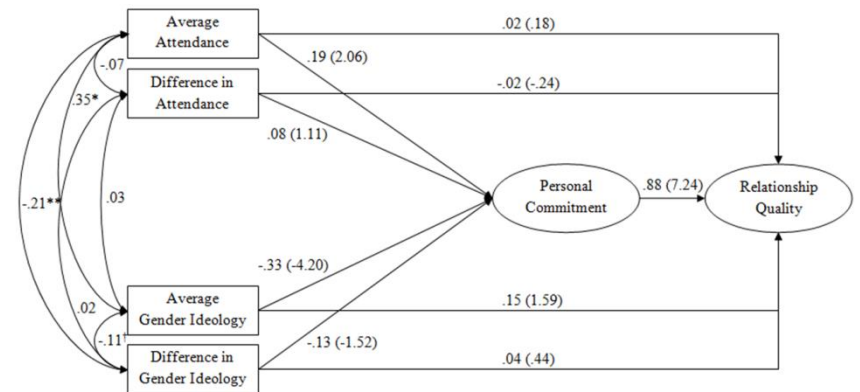 Average
Attendance
.02 (.18)
.19 (2.06)
-.07
Difference in
Attendance
-.02 (-.24)
.35*
.08 (1.11)
Personal
Commitment
.88 (7.24)
Relationship
Quality
-.21**
.03
-.33 (-4.20)
Average
Gender Ideology
.15 (1.59)
.02
-.11†
-.13 (-1.52)
Difference in
Gender Ideology
.04 (.44)